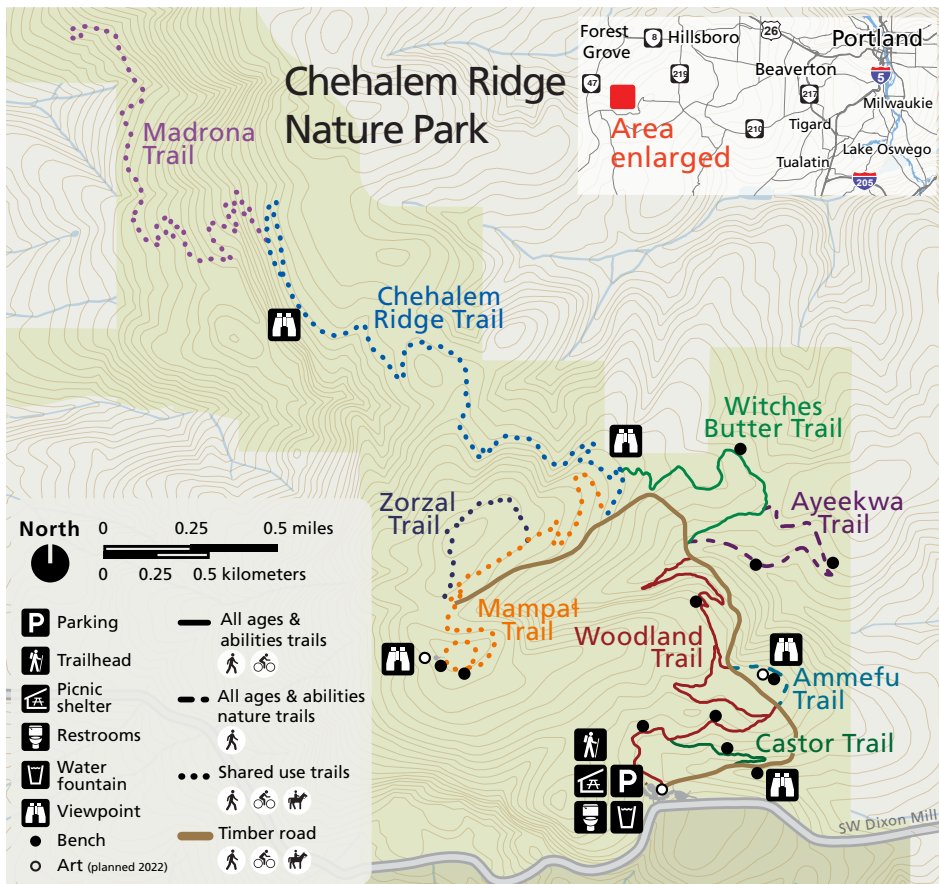 Chehalem Ridge
Nature Park
Forest
Grove
8
Hillsboro
26
Portland
47
219
Beaverton
5
217
Milwaukie
Area
enlarged
210
Tigard
Lake Oswego
Tualatin
205
Madrona
Trail
Chehalem
Ridge Trail
Witches
Butter Trail
Zorzal
Trail
Ayeekwa
Trail
Mampał
Trail
Woodland
Trail
Ammefu
Trail
Castor Trail
P
SW Dixon Mill
North
0 0.25 0.5 miles
0 0.25 0.5 kilometers
P Parking
Trailhead
Picnic
shelter
Restrooms
Water
fountain
Viewpoint
Bench
Art (planned 2022)
All ages &
abilities trails
All ages & abilities
nature trails
Shared use trails
Timber road